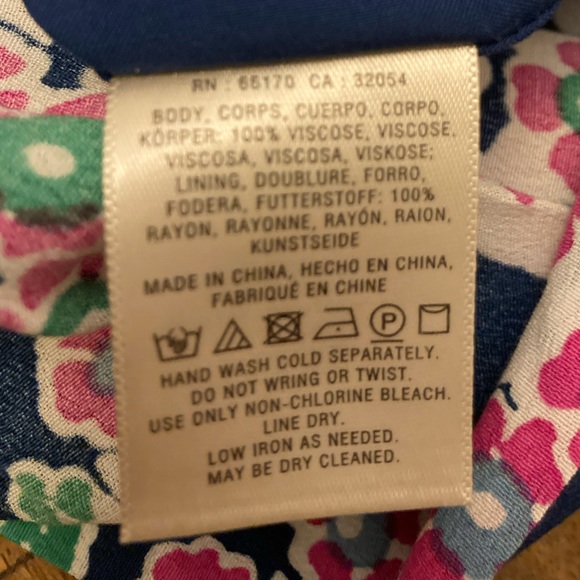 RN : 65170 CA : 32054
BODY, CORPS, CUERPO, CORPO,
KÖRPER: 100% VISCOSE, VISCOSE,
VISCOSA, VISCOSA, VISKOSE;
LINING, DOUBLURE, FORRO,
FODERA, FUTTERSTOFF: 100%
RAYON, RAYONNE, RAYÓN, RAION,
KUNSTSEIDE
MADE IN CHINA, HECHO EN CHINA,
FABRIQUÉ EN CHINE
P
HAND WASH COLD SEPARATELY.
DO NOT WRING OR TWIST.
USE ONLY NON-CHLORINE BLEACH.
LINE DRY.
LOW IRON AS NEEDED.
MAY BE DRY CLEANED.